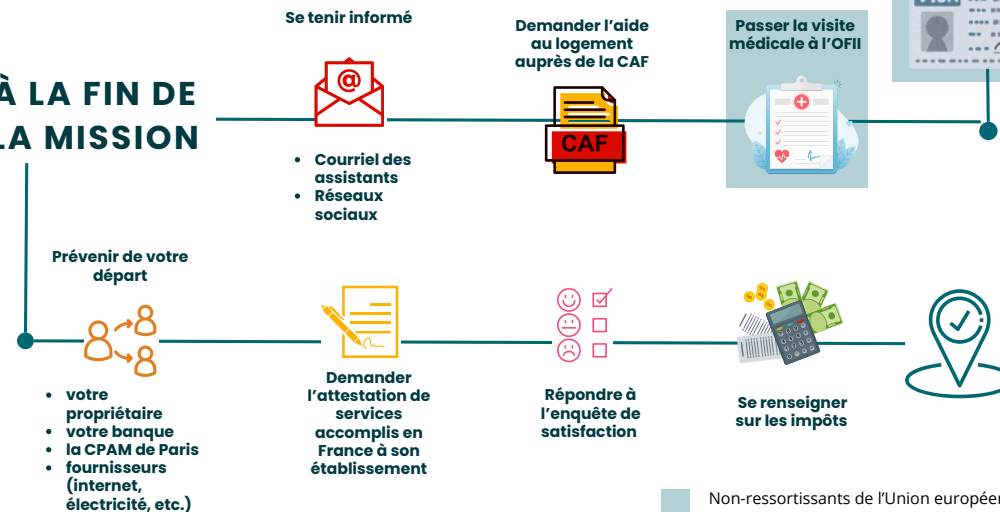 Se tenir informé
Demander l'aide
au logement
auprès de la CAF
Passer la visite
médicale à l'OFII
À LA FIN DE
LA MISSION
@
CAF
• Courriel des
assistants
• Réseaux
sociaux
Prévenir de votre
départ
• votre
propriétaire
• votre banque
• la CPAM de Paris
• fournisseurs
(internet,
électricité, etc.)
Demander
l'attestation de
services
accomplis en
France à son
établissement
Répondre à
l'enquête de
satisfaction
Se renseigner
sur les impôts
Non-ressortissants de l'Union